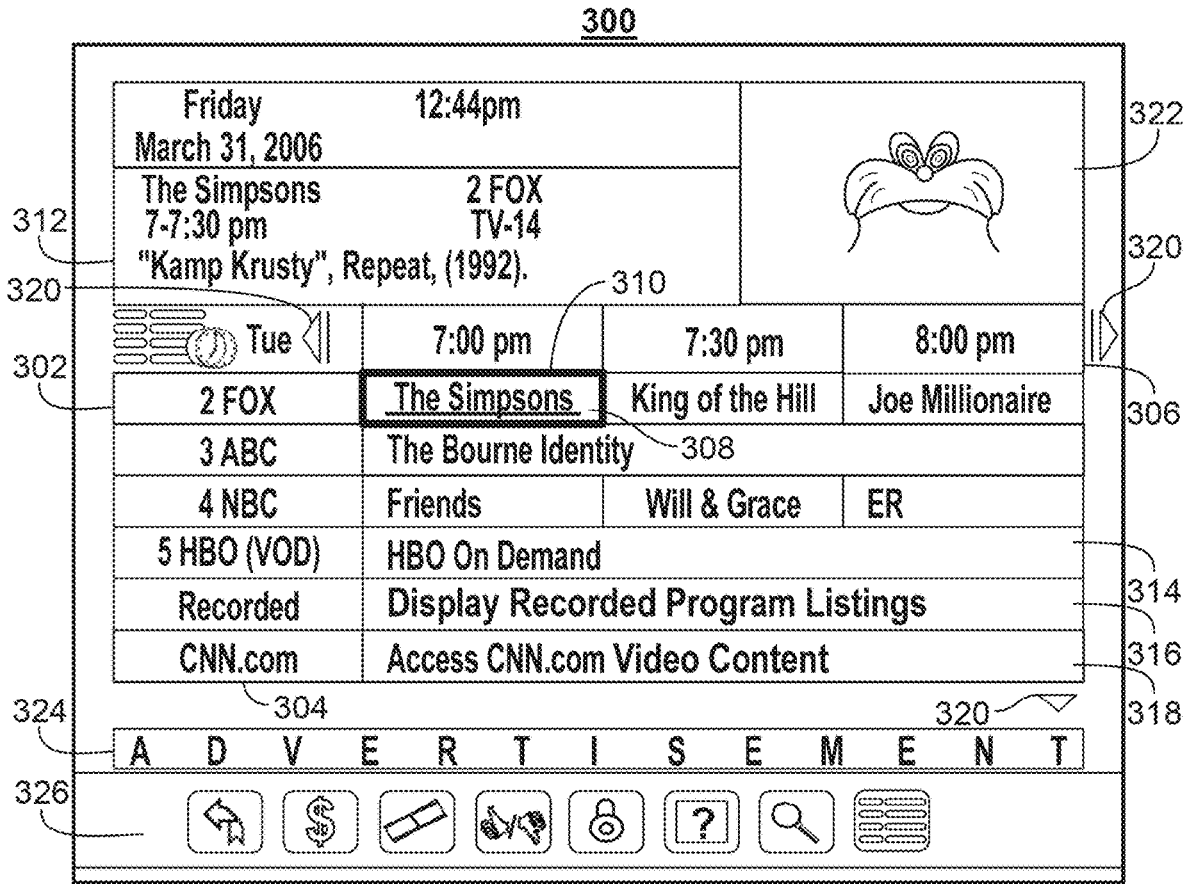 300
Friday 12:44pm
March 31, 2006
322
The Simpsons 2 FOX
312 7-7:30 pm TV-14
"Kamp Krusty", Repeat, (1992).
320 310 320
Tue 7:00 pm 7:30 pm 8:00 pm
302 2 FOX The Simpsons King of the Hill Joe Millionaire 306
3 ABC The Bourne Identity 308
4 NBC Friends Will & Grace ER
5 HBO (VOD) HBO On Demand 314
Recorded Display Recorded Program Listings 316
CNN.com Access CNN.com Video Content 318
304 320
324 A D V E R T I S E M E N T
326 $ ?